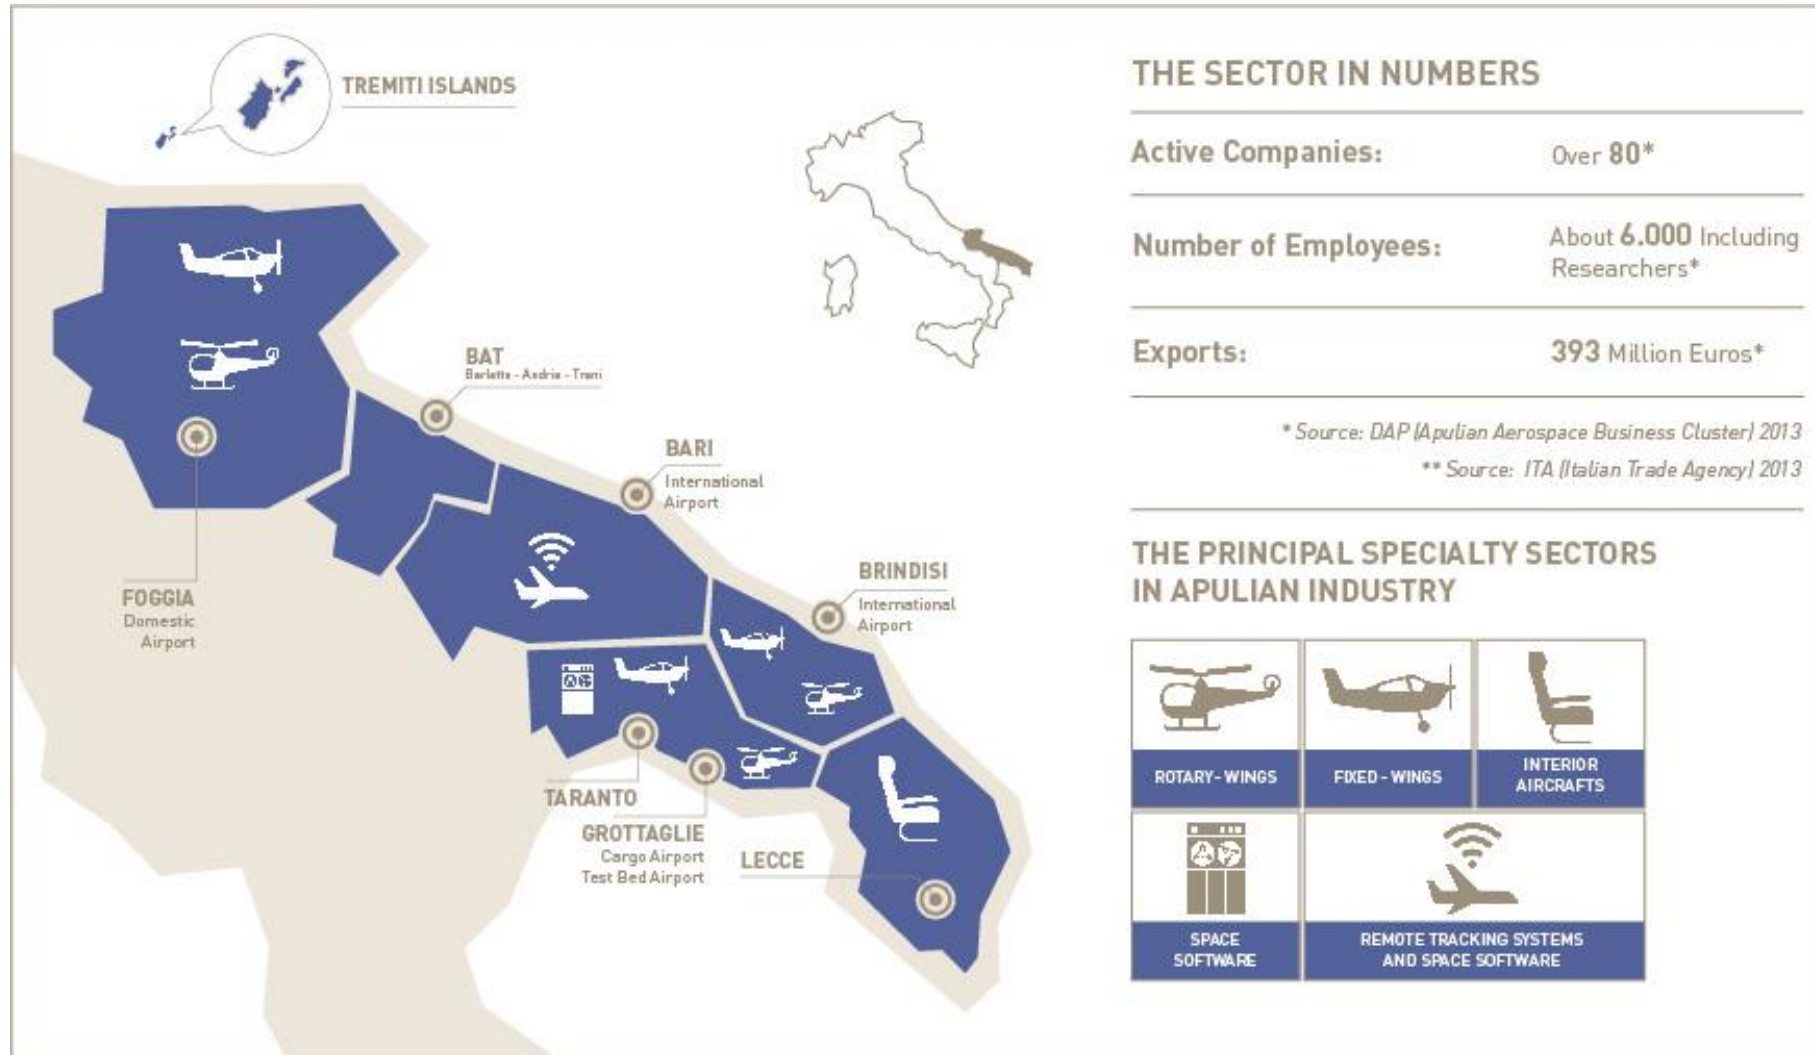 TREMITI ISLANDS
BAT
Barletta - Andria - Trani
BARI
International
Airport
BRINDISI
International
Airport
FOGGIA
Domestic
Airport
TARANTO
GROTTAGLIE
Cargo Airport
Test Bed Airport
LECCE
THE SECTOR IN NUMBERS
Active Companies:
Over 80*
Number of Employees:
About 6.000 Including
Researchers*
Exports:
393 Million Euros*
* Source: DAP (Apulian Aerospace Business Cluster) 2013
** Source: ITA (Italian Trade Agency) 2013
THE PRINCIPAL SPECIALTY SECTORS
IN APULIAN INDUSTRY
ROTARY - WINGS
FIXED - WINGS
INTERIOR
AIRCRAFTS
SPACE
SOFTWARE
REMOTE TRACKING SYSTEMS
AND SPACE SOFTWARE